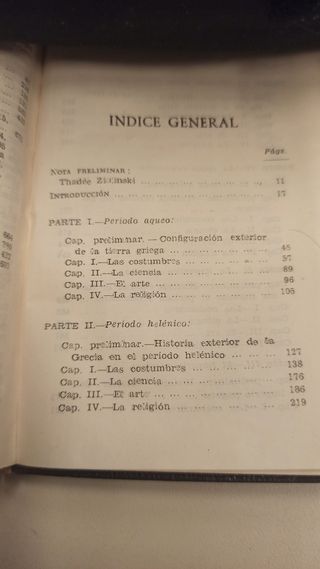 INDICE GENERAL
Págs.
NOTA PRELIMINAR:
Thadée Zielinski ... 11
INTRODUCCIÓN ... 17
PARTE I.—Período aqueo:
Cap. preliminar.—Configuración exterior
de la tierra griega ... 45
Cap. I.—Las costumbres ... 57
Cap. II.—La ciencia ... 89
Cap. III.—El arte ... 96
Cap. IV.—La religión ... 106
PARTE II.—Período helénico:
Cap. preliminar.—Historia exterior de la
Grecia en el período helénico ... 127
Cap. I.—Las costumbres ... 138
Cap. II.—La ciencia ... 176
Cap. III.—El arte ... 186
Cap. IV.—La religión ... 219